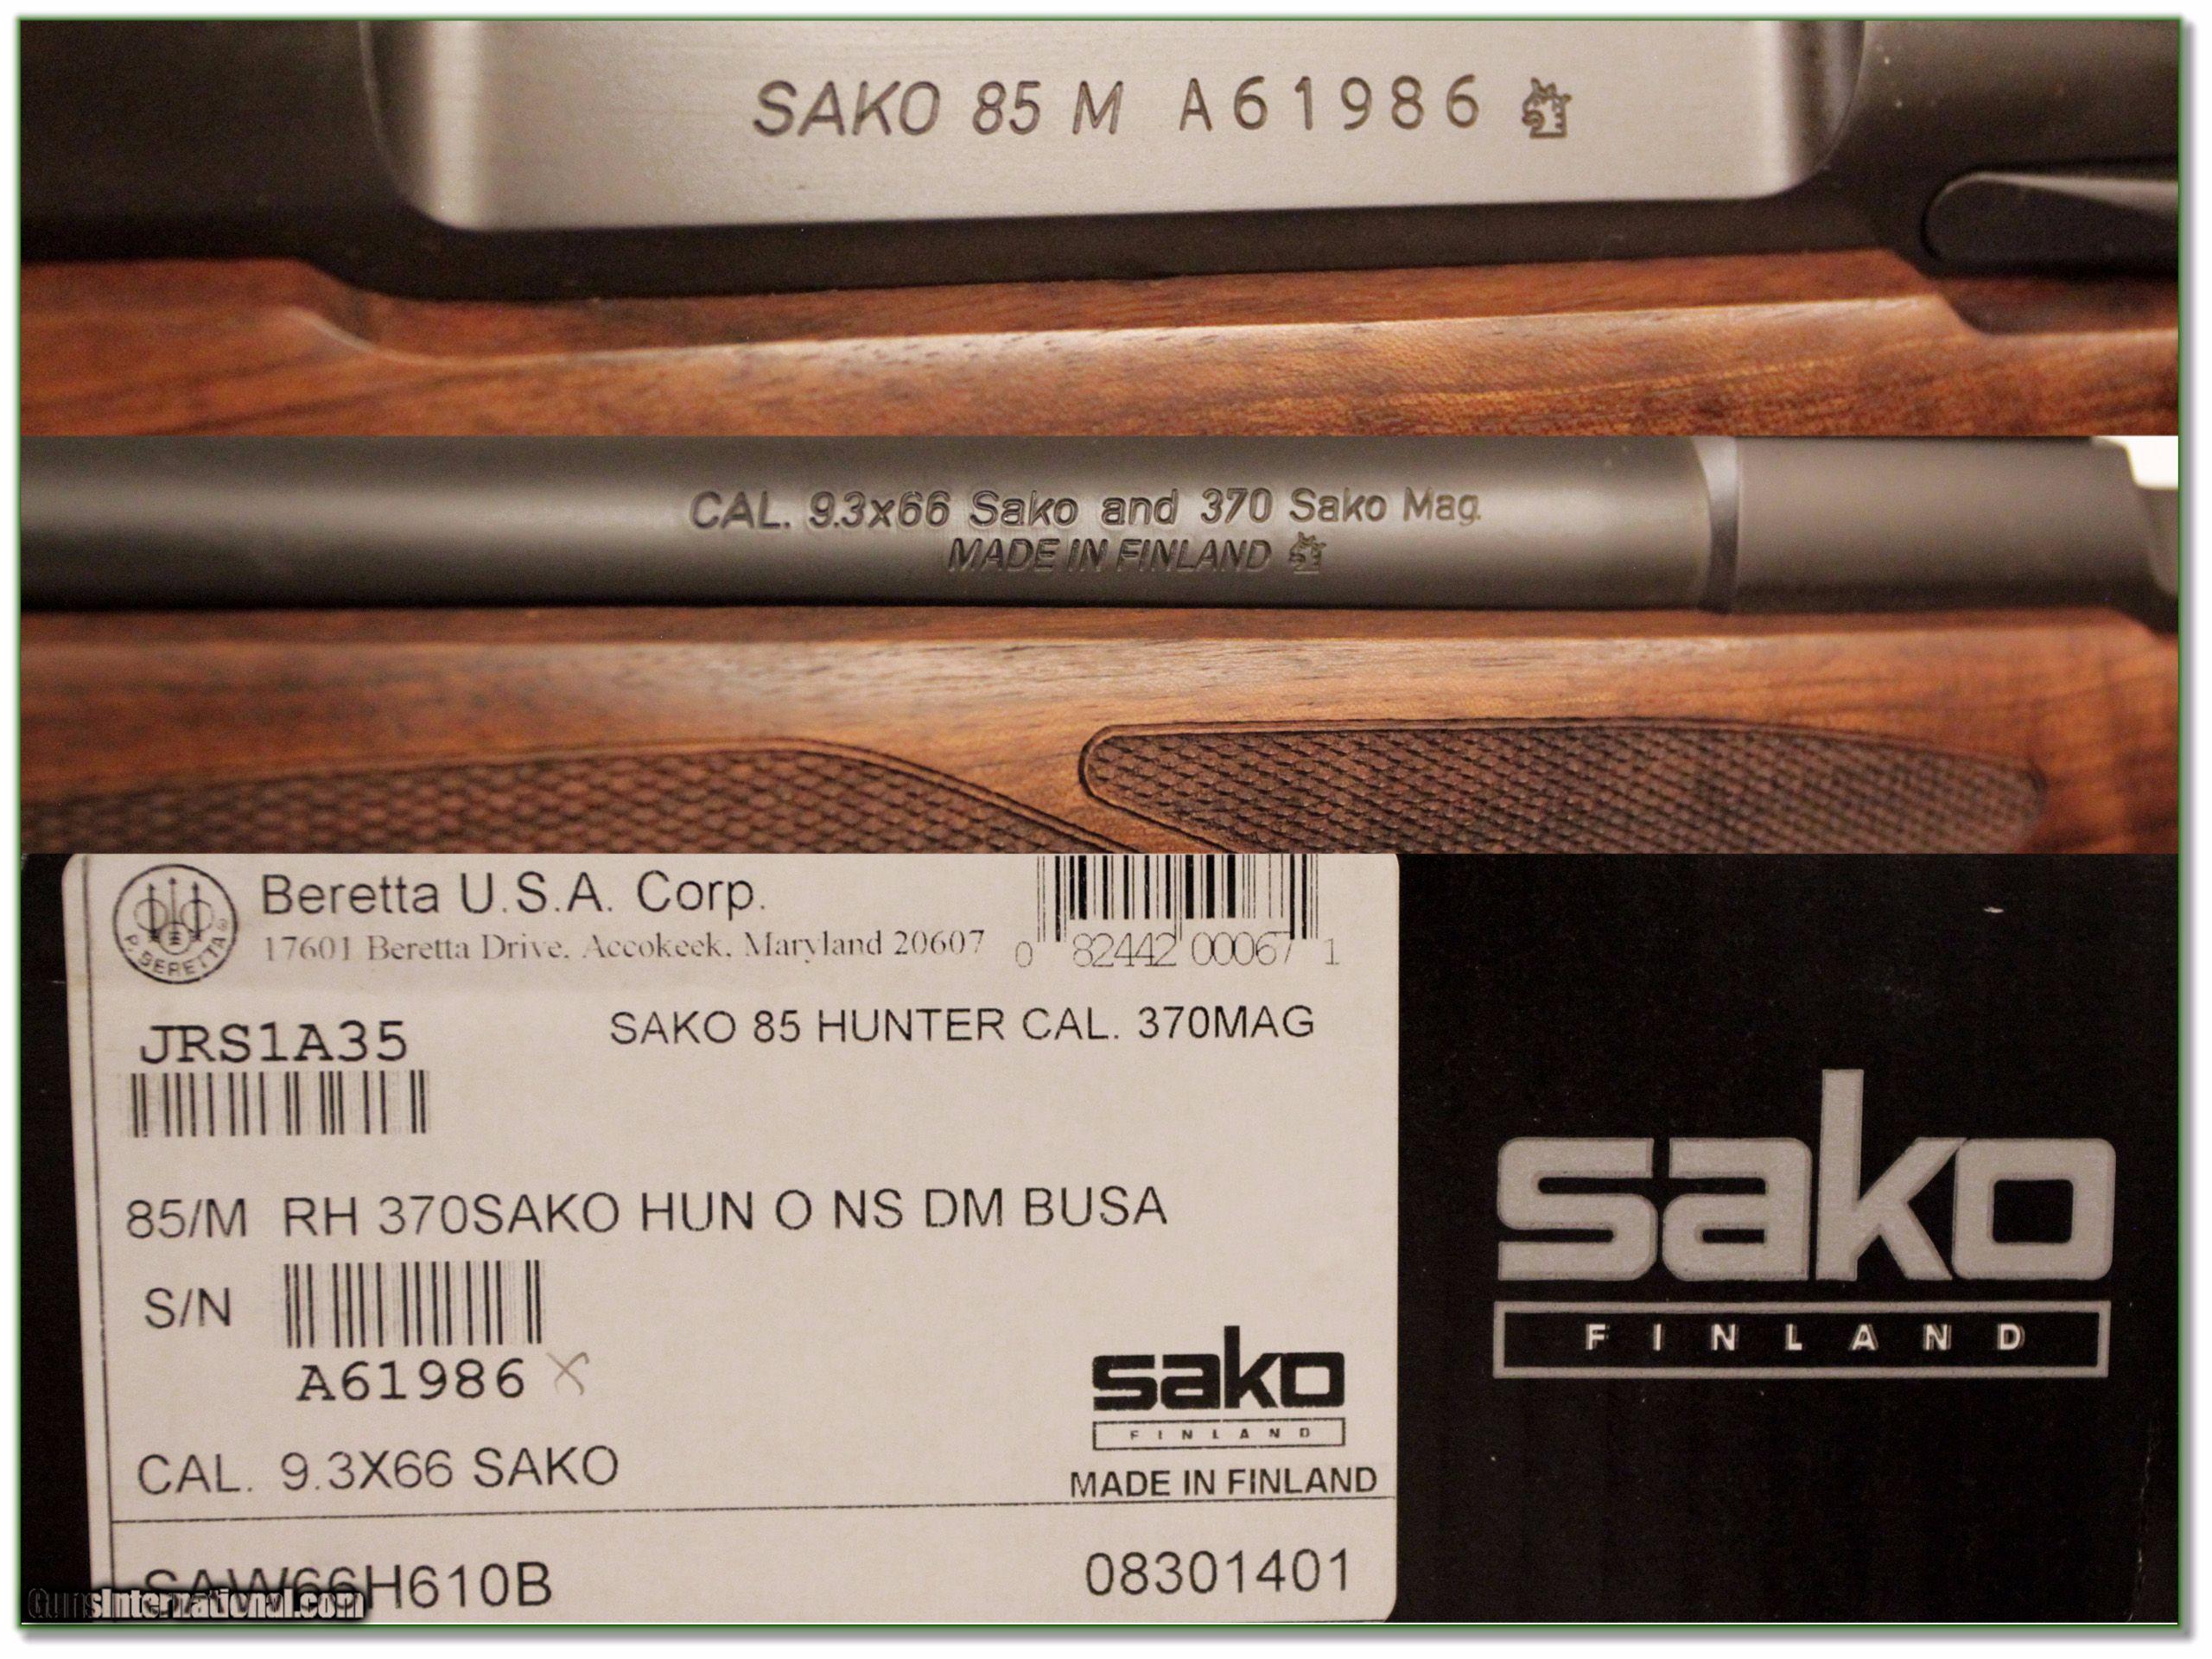 SAKO 85 M A61986
CAL. 9.3x66 Sako and 370 Sako Mag.
MADE IN FINLAND
Beretta U.S.A. Corp.
17601 Beretta Drive, Accokeek, Maryland 20607
0 82442 00067 1
P. BERETTA
JRS1A35
SAKO 85 HUNTER CAL. 370MAG
85/M RH 370SAKO HUN O NS DM BUSA
S/N
A61986 X
CAL. 9.3X66 SAKO
sako
FINLAND
MADE IN FINLAND
SAW66H610B
08301401
sako
FINLAND
GunsInternational.com